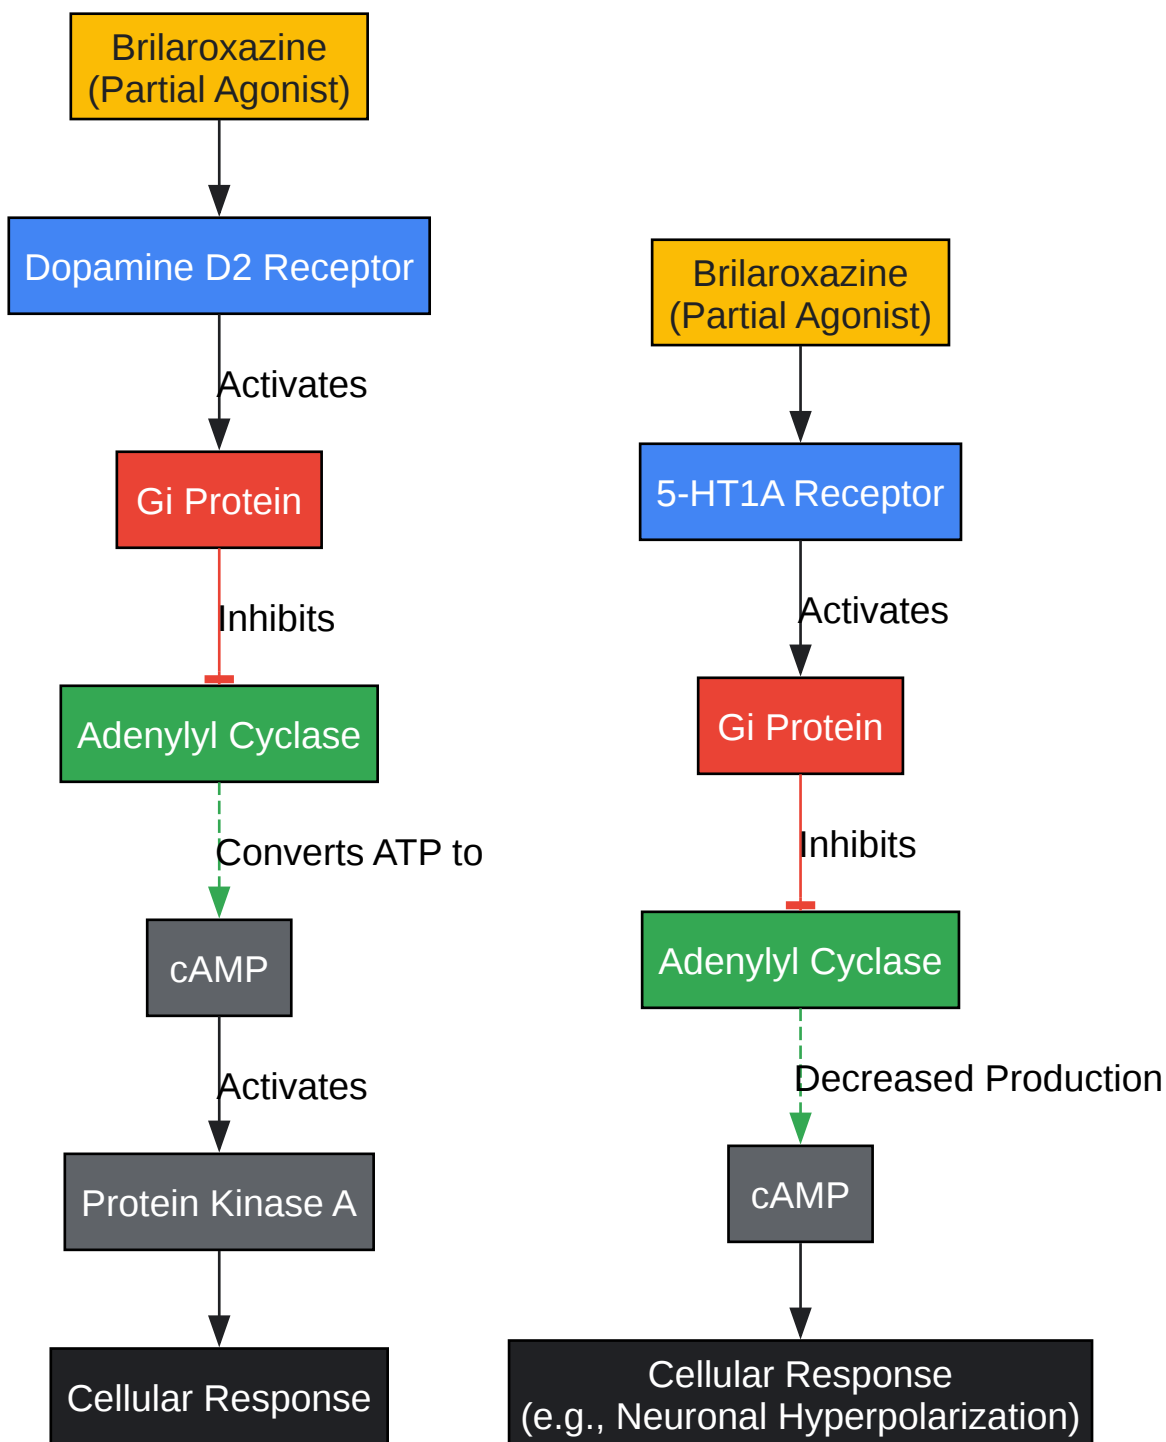 Brilaroxazine
(Partial Agonist)
Dopamine D2 Receptor
Activates
Gi Protein
Inhibits
Adenylyl Cyclase
Converts ATP to
cAMP
Activates
Protein Kinase A
Cellular Response
Brilaroxazine
(Partial Agonist)
5-HT1A Receptor
Activates
Gi Protein
Inhibits
Adenylyl Cyclase
Decreased Production
cAMP
Cellular Response
(e.g., Neuronal Hyperpolarization)